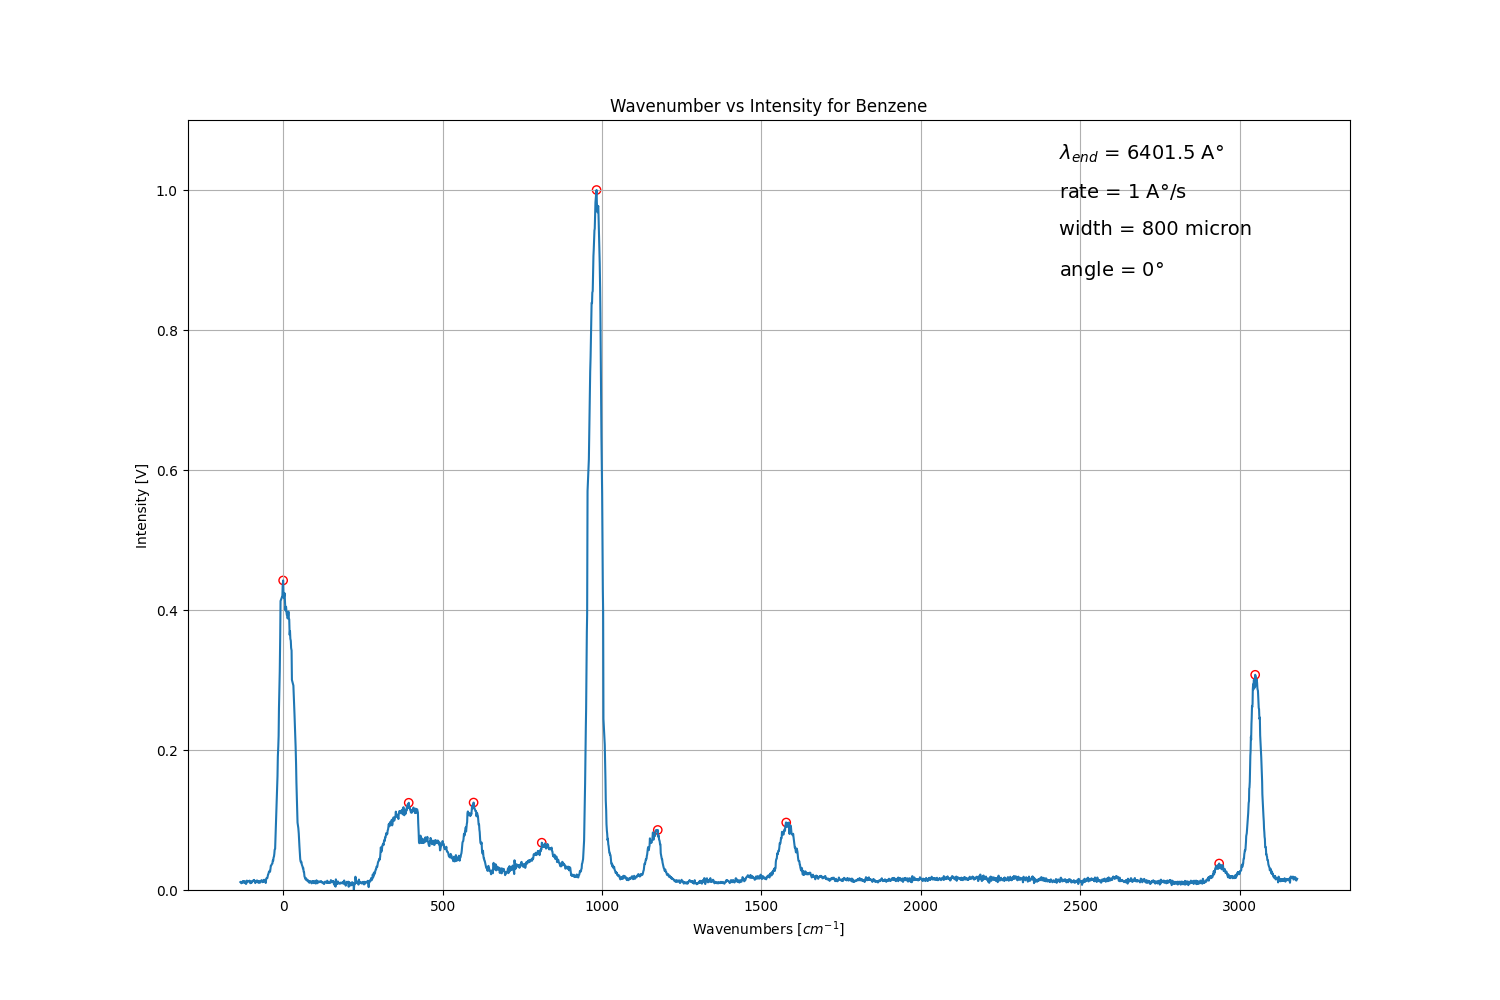 Wavenumber vs Intensity for Benzene
λend = 6401.5 A°
rate = 1 A°/s
width = 800 micron
angle = 0°
1.0
0.8
0.6
0.4
0.2
0.0
Intensity [V]
0 500 1000 1500 2000 2500 3000
Wavenumbers [cm⁻¹]